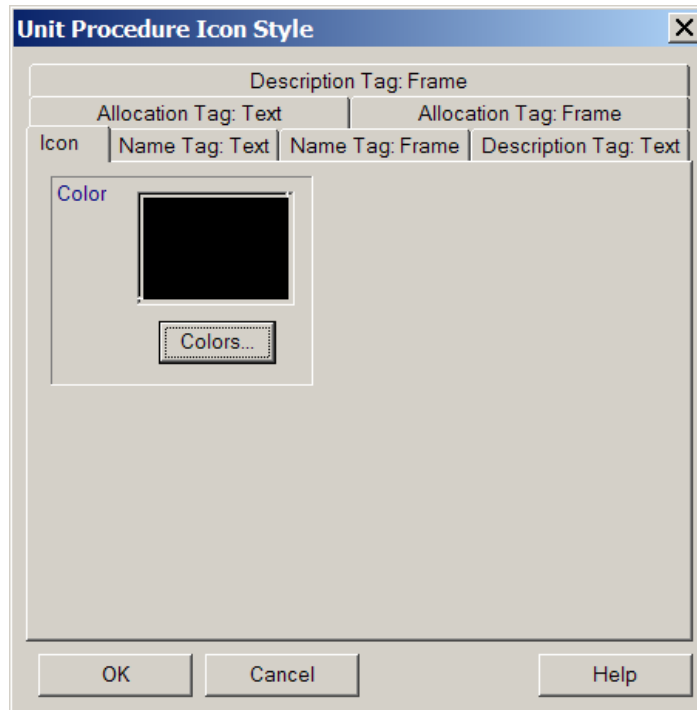 Unit Procedure Icon Style
Description Tag: Frame
Allocation Tag: Text Allocation Tag: Frame
Icon Name Tag: Text Name Tag: Frame Description Tag: Text
Color
Colors...
OK Cancel Help